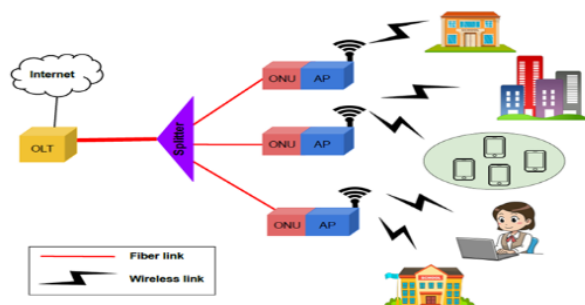 Internet
OLT
Splitter
ONU AP
ONU AP
ONU AP
Fiber link
Wireless link